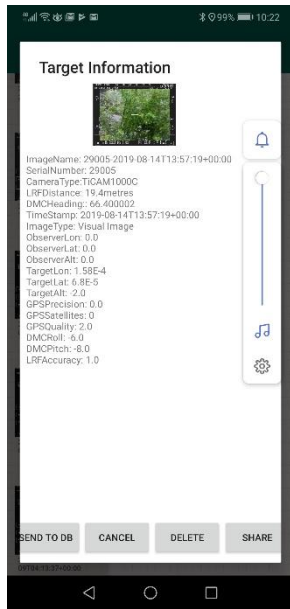 99% 10:22
Target Information
ImageName: 29005-2019-08-14T13:57:19+00:00
SerialNumber: 29005
CameraType:TiCAM1000C
LRFDistance: 19.4metres
DMCHeading:: 66.400002
TimeStamp: 2019-08-14T13:57:19+00:00
ImageType: Visual Image
ObserverLon: 0.0
ObserverLat: 0.0
ObserverAlt: 0.0
TargetLon: 1.58E-4
TargetLat: 6.8E-5
TargetAlt: -2.0
GPSPrecision: 0.0
GPSSatellites: 0
GPSQuality: 2.0
DMCRoll: -6.0
DMCPitch: -8.0
LRFAccuracy: 1.0
SEND TO DB CANCEL DELETE SHARE